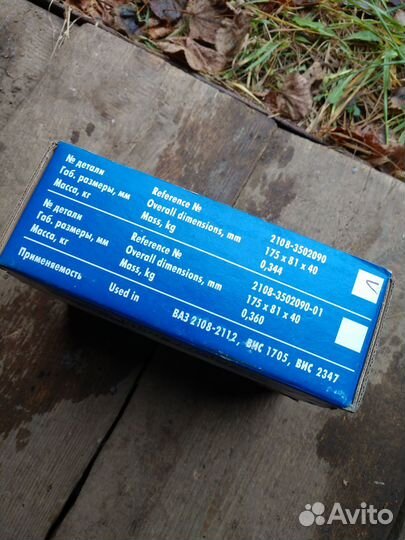 № детали Reference № 2108-3502090
Габ. размеры, мм Overall dimensions, mm 175 x 81 x 40
Масса, кг Mass, kg 0,344
№ детали Reference № 2108-3502090-01
Габ. размеры, мм Overall dimensions, mm 175 x 81 x 40
Масса, кг Mass, kg 0,360
Применяемость Used in ВАЗ 2108-2112, ВИС 1705, ВИС 2347
Avito